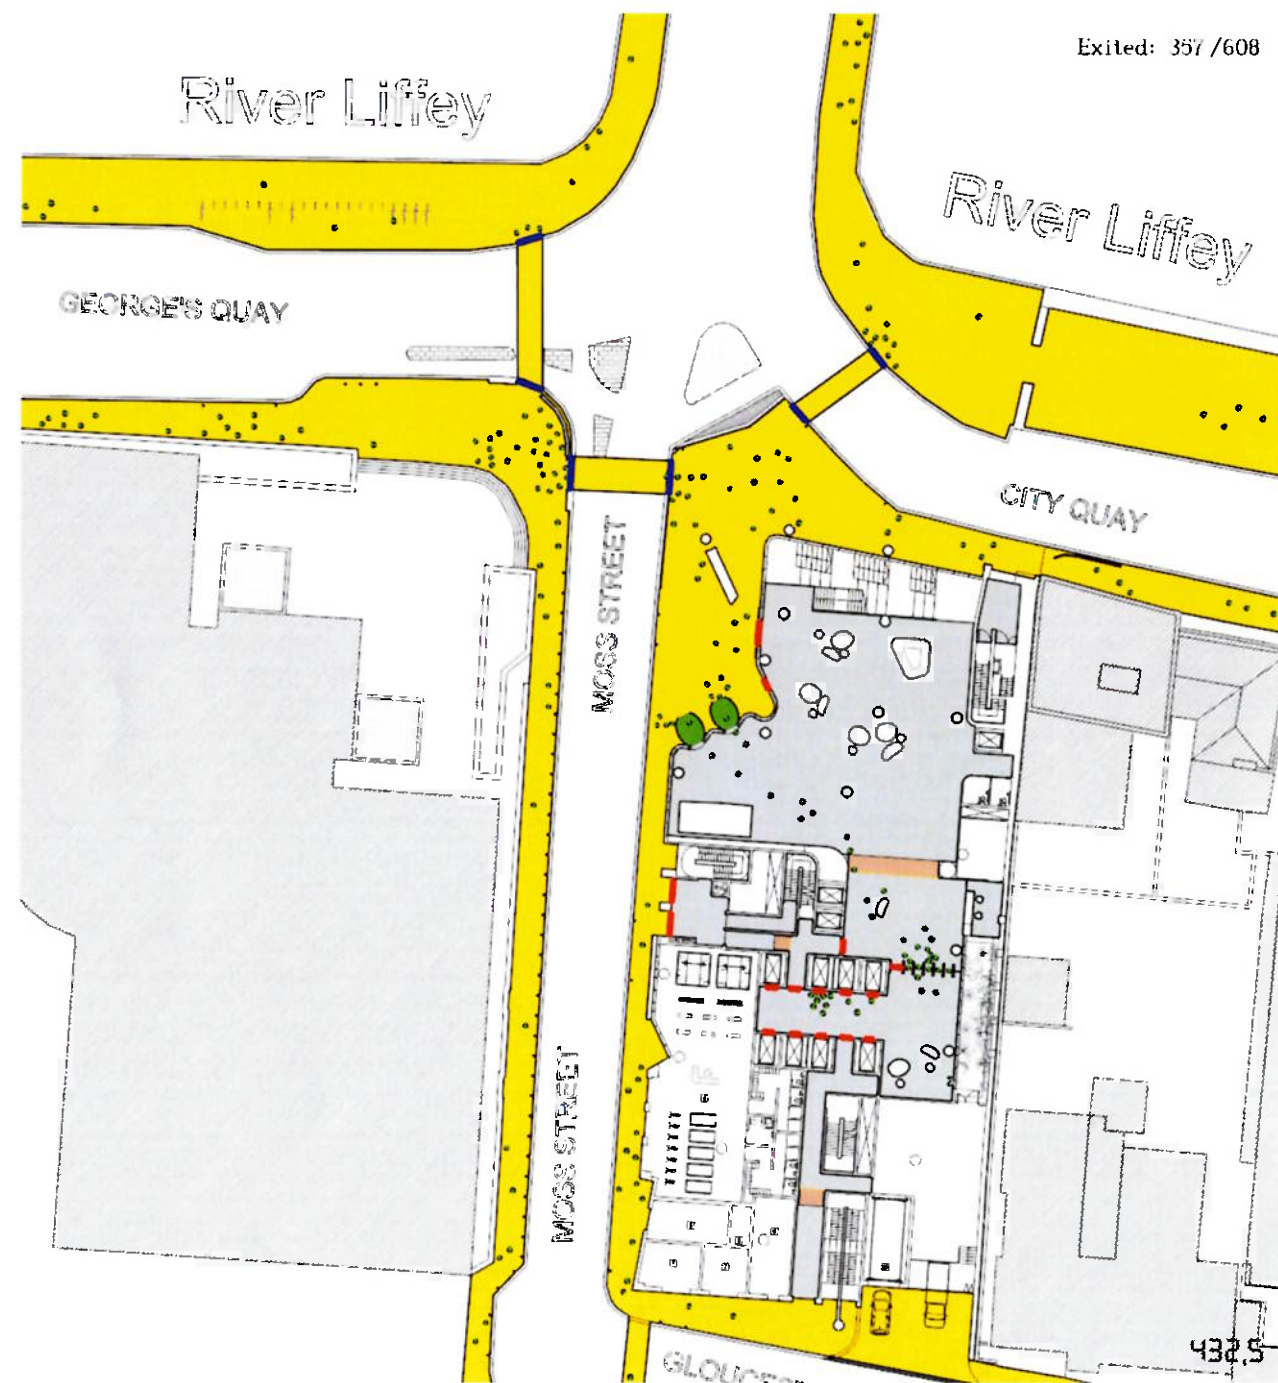 Exited: 357/608
River Liffey
River Liffey
GEORGE'S QUAY
CITY QUAY
MOSS STREET
MOSS STREET
432.5